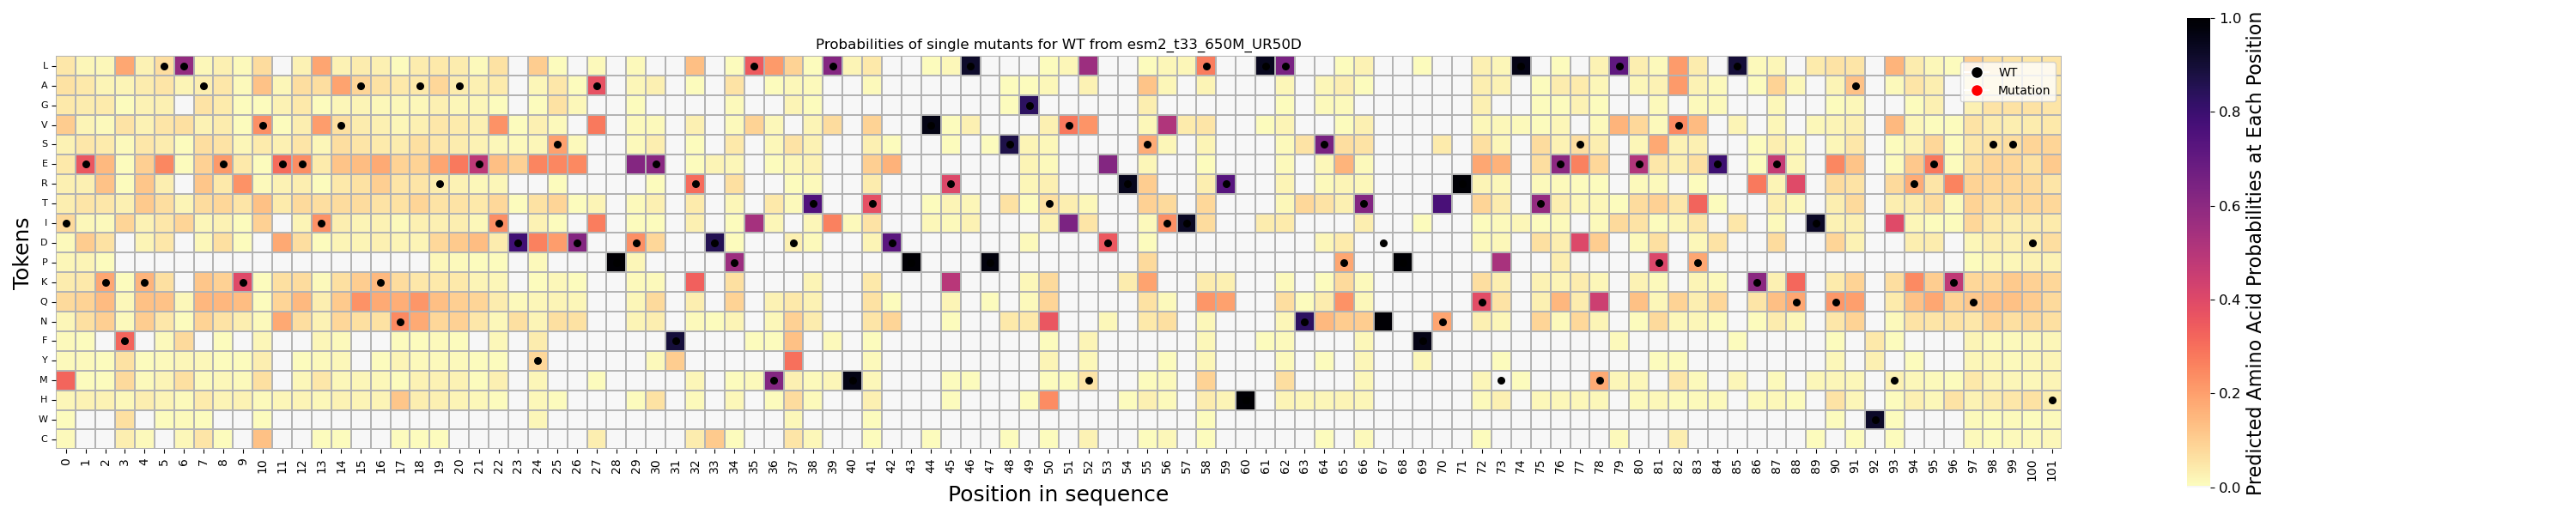 Probabilities of single mutants for WT from esm2_t33_650M_UR50D
L
A
G
V
S
E
R
T
I
D
P
K
Q
N
F
Y
M
H
W
C
Tokens
WT
Mutation
0 1 2 3 4 5 6 7 8 9 10 11 12 13 14 15 16 17 18 19 20 21 22 23 24 25 26 27 28 29 30 31 32 33 34 35 36 37 38 39 40 41 42 43 44 45 46 47 48 49 50 51 52 53 54 55 56 57 58 59 60 61 62 63 64 65 66 67 68 69 70 71 72 73 74 75 76 77 78 79 80 81 82 83 84 85 86 87 88 89 90 91 92 93 94 95 96 97 98 99 100 101
Position in sequence
1.0
0.8
0.6
0.4
0.2
0.0
Predicted Amino Acid Probabilities at Each Position